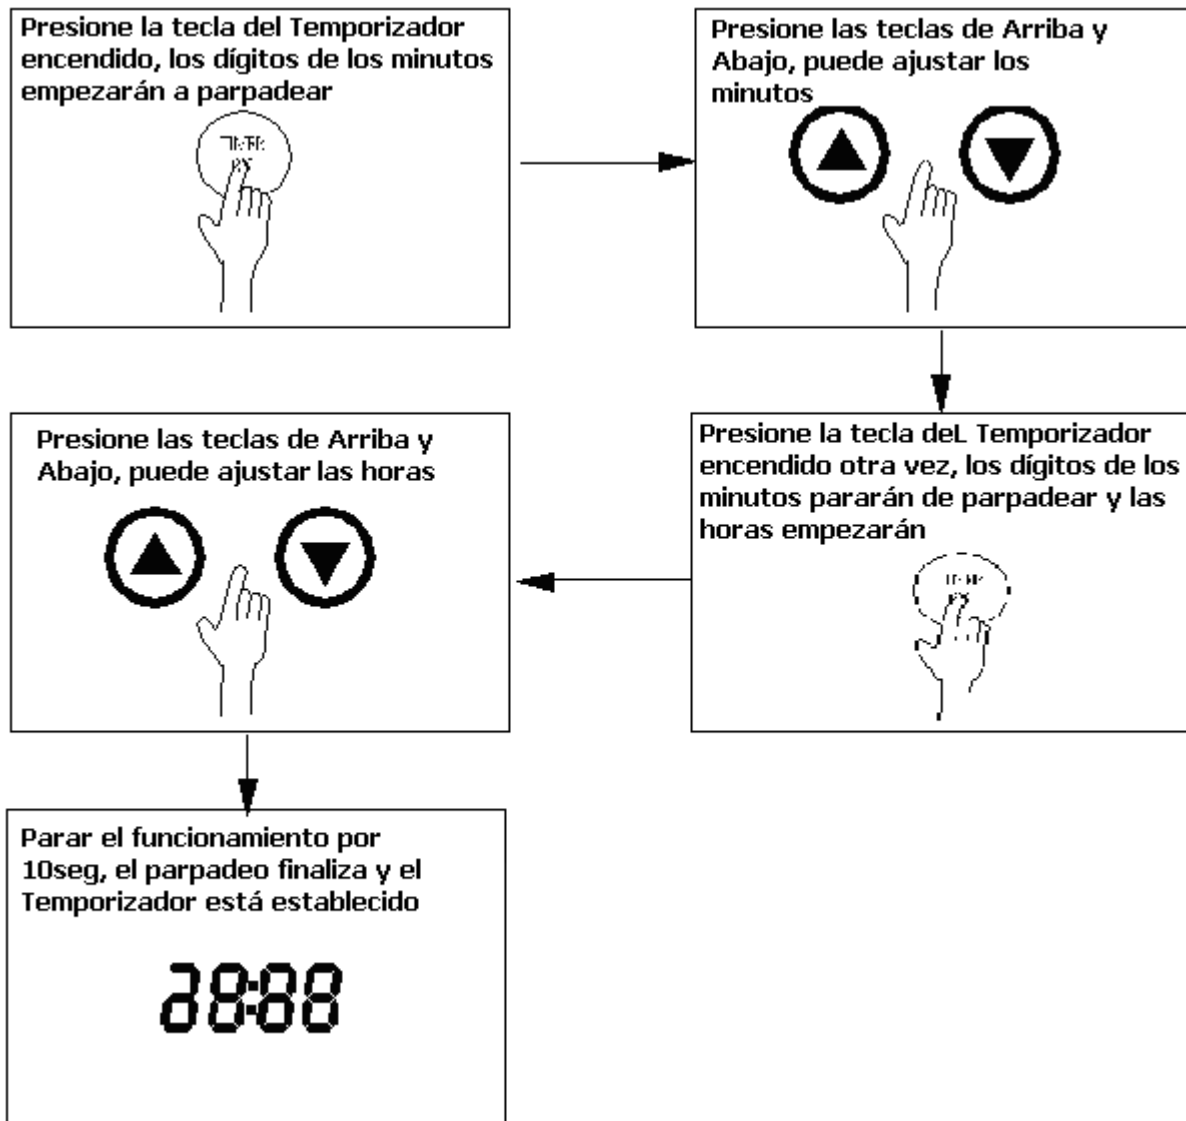 Presione la tecla del Temporizador
encendido, los dígitos de los minutos
empezarán a parpadear
Presione las teclas de Arriba y
Abajo, puede ajustar los
minutos
Presione la tecla deL Temporizador
encendido otra vez, los dígitos de los
minutos pararán de parpadear y las
horas empezarán
Presione las teclas de Arriba y
Abajo, puede ajustar las horas
Parar el funcionamiento por
10seg, el parpadeo finaliza y el
Temporizador está establecido